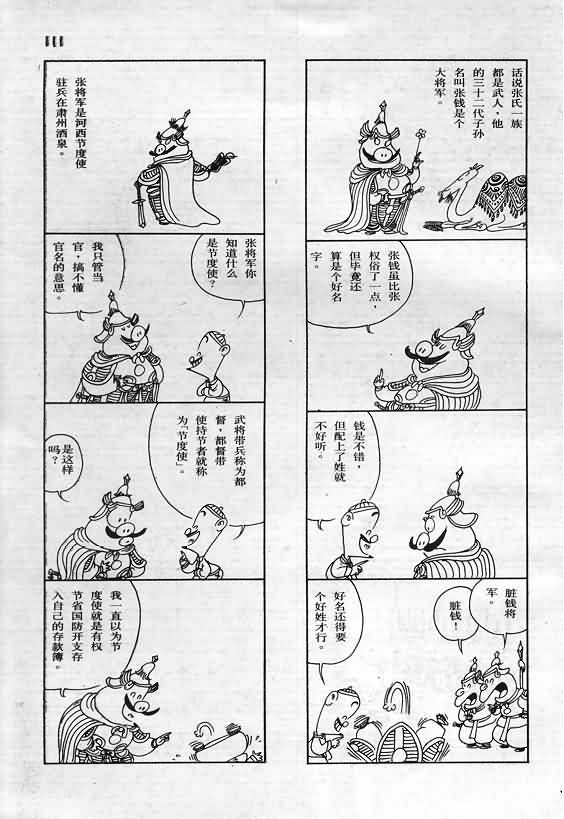 话说张氏一族
都是武人，他
的三十二代子孙
名叫张钱是个
大将军。
张钱虽比张
权俗了一点，
但毕竟还
算是个好名
字。
钱是不错，
但配上了姓就
不好听。
脏钱将
军。
脏钱！
好名还得要
个好姓才行。
张将军是河西节度使
驻兵在肃州酒泉。
张将军你
知道什么
是节度使？
我只管当
官，搞不懂
官名的意思。
武将带兵称为都
督，都督带
使持节者就称
为「节度使」。
是这样
吗？
我一直以为节
度使就是有权
节省国防开支存
入自己的存款簿。